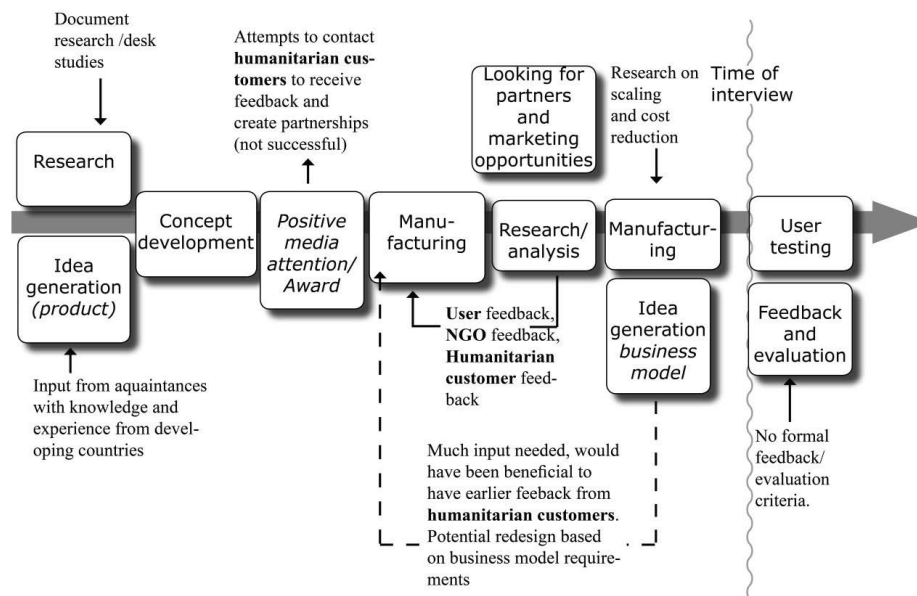 Document
research /desk
studies
Research
Idea
generation
(product)
Input from aquaintances
with knowledge and
experience from devel-
oping countries
Concept
development
Attempts to contact
humanitarian cus-
tomers to receive
feedback and
create partnerships
(not successful)
Positive
media
attention/
Award
Manu-
facturing
Looking for
partners
and
marketing
opportunities
Research/
analysis
User feedback,
NGO feedback,
Humanitarian
customer feed-
back
Research on
scaling
and cost
reduction
Manufactur-
ing
Idea
generation
business
model
Much input needed, would
have been beneficial to
have earlier feeback from
humanitarian customers.
Potential redesign based
on business model require-
ments
Time of
interview
User
testing
Feedback
and
evaluation
No formal
feedback/
evaluation
criteria.